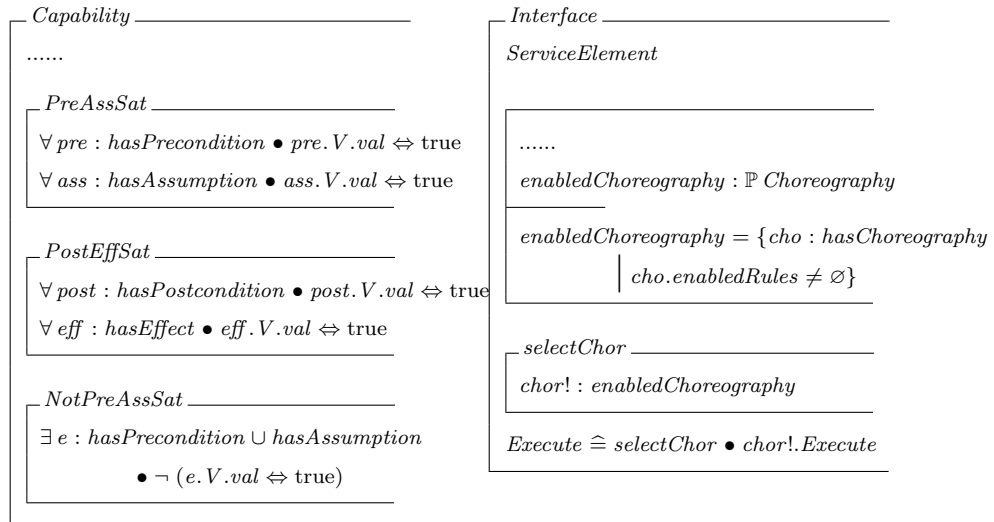 Capability
......
PreAssSat
∀ pre : hasPrecondition • pre.V.val ⇔ true
∀ ass : hasAssumption • ass.V.val ⇔ true
PostEffSat
∀ post : hasPostcondition • post.V.val ⇔ true
∀ eff : hasEffect • eff.V.val ⇔ true
NotPreAssSat
∃ e : hasPrecondition ∪ hasAssumption
• ¬ (e.V.val ⇔ true)
Interface
ServiceElement
......
enabledChoreography : ℙ Choreography
enabledChoreography = {cho : hasChoreography
| cho.enabledRules ≠ ∅}
selectChor
chor! : enabledChoreography
Execute ≙ selectChor • chor!.Execute